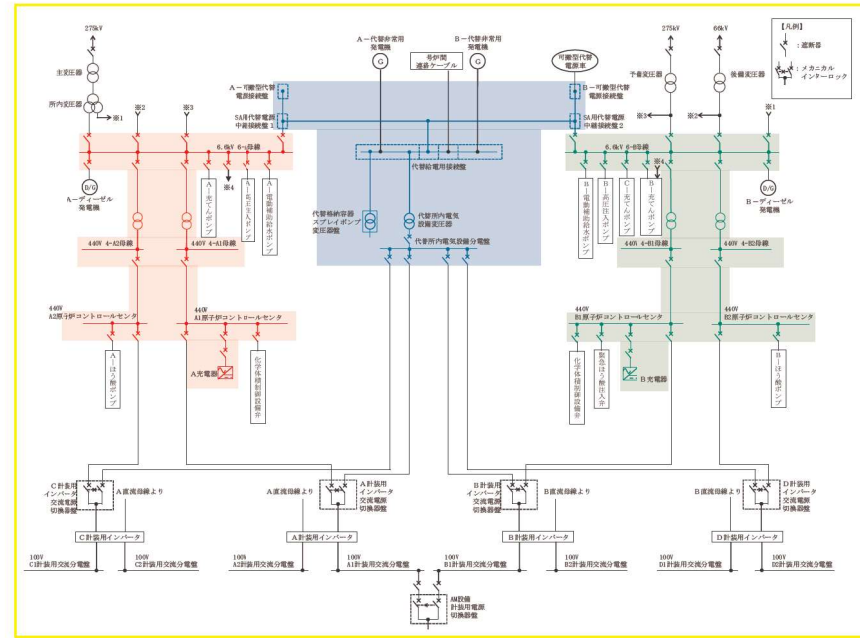 275kV
主変圧器
所内変圧器
※1
※2
※3
A－代替非常用
発電機
G
号炉間
連絡ケーブル
B－代替非常用
発電機
G
可搬型代替
電源車
275kV
66kV
予備変圧器
後備変圧器
※3
※2
※1
【凡例】
：遮断器
：メカニカル
インターロック
A－可搬型代替
電源接続盤
B－可搬型代替
電源接続盤
SA用代替電源
中継接続盤1
SA用代替電源
中継接続盤2
6.6kV 6-A母線
6.6kV 6-B母線
代替給電用接続盤
D/G
A－ディーゼル
発電機
※4
A－充てんポンプ
A－高圧注入ポンプ
A－電動補助給水ポンプ
代替格納容器
スプレイポンプ
変圧器盤
代替所内電気
設備変圧器
代替所内電気設備分電盤
B－電動補助給水ポンプ
B－高圧注入ポンプ
C－充てんポンプ
B－充てんポンプ
※4
D/G
B－ディーゼル
発電機
440V 4-A2母線
440V 4-A1母線
440V 4-B1母線
440V 4-B2母線
440V
A2原子炉コントロールセンタ
440V
A1原子炉コントロールセンタ
440V
B1原子炉コントロールセンタ
440V
B2原子炉コントロールセンタ
A－ほう酸ポンプ
A充電器
化学体積制御設備弁
化学体積制御設備弁
緊急ほう酸注入弁
B充電器
B－ほう酸ポンプ
C計装用
インバータ
交流電源
切換器盤
A直流母線より
A直流母線より
A計装用
インバータ
交流電源
切換器盤
B計装用
インバータ
交流電源
切換器盤
B直流母線より
B直流母線より
D計装用
インバータ
交流電源
切換器盤
C計装用インバータ
A計装用インバータ
B計装用インバータ
D計装用インバータ
100V
C1計装用交流分電盤
100V
C2計装用交流分電盤
100V
A2計装用交流分電盤
100V
A1計装用交流分電盤
100V
B1計装用交流分電盤
100V
B2計装用交流分電盤
100V
D1計装用交流分電盤
100V
D2計装用交流分電盤
AM設備
計装用電源
切換器盤